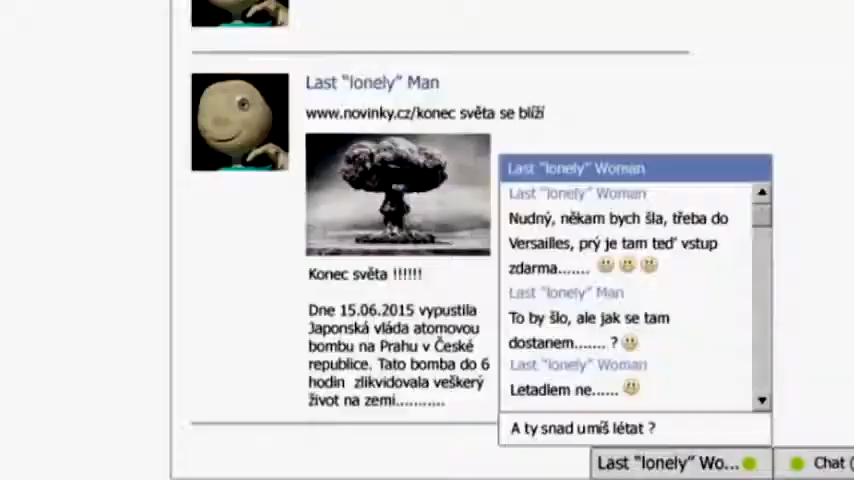 Last "lonely" Man
www.novinky.cz/konec světa se blíží
Konec světa !!!!!!
Dne 15.06.2015 vypustila
Japonská vláda atomovou
bombu na Prahu v České
republice. Tato bomba do 6
hodin zlikvidovala veškerý
život na zemi...........
Last "lonely" Woman
Last "lonely" Woman
Nudný, někam bych šla, třeba do
Versailles, prý je tam teď vstup
zdarma.......
Last "lonely" Man
To by šlo, ale jak se tam
dostanem....... ?
Last "lonely" Woman
Letadlem ne......
A ty snad umíš létat ?
Last "lonely" Wo...
Chat (